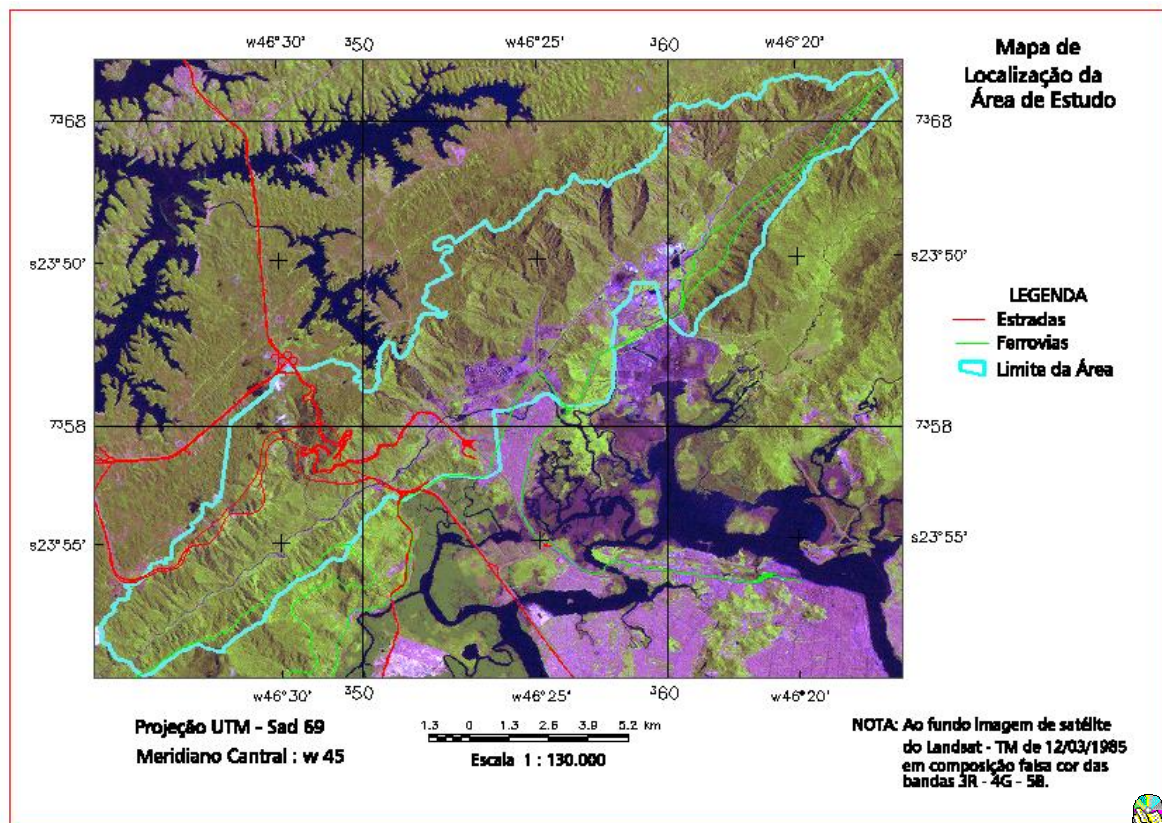 w46°30' ³50 w46°25' ³60 w46°20'
Mapa de
Localização da
Área de Estudo
7³68 7³68
s23°50' s23°50'
LEGENDA
Estradas
Ferrovias
Limite da Área
7³58 7³58
s23°55' s23°55'
w46°30' ³50 w46°25' ³60 w46°20'
Projeção UTM - Sad 69
Meridiano Cantral : w 45
1.3 0 1.3 2.6 3.9 5.2 km
Escala 1 : 130.000
NOTA: Ao fundo imagem de satélite
do Landsat - TM de 12/03/1985
em composição falsa cor das
bandas 3R - 4G - 5B.